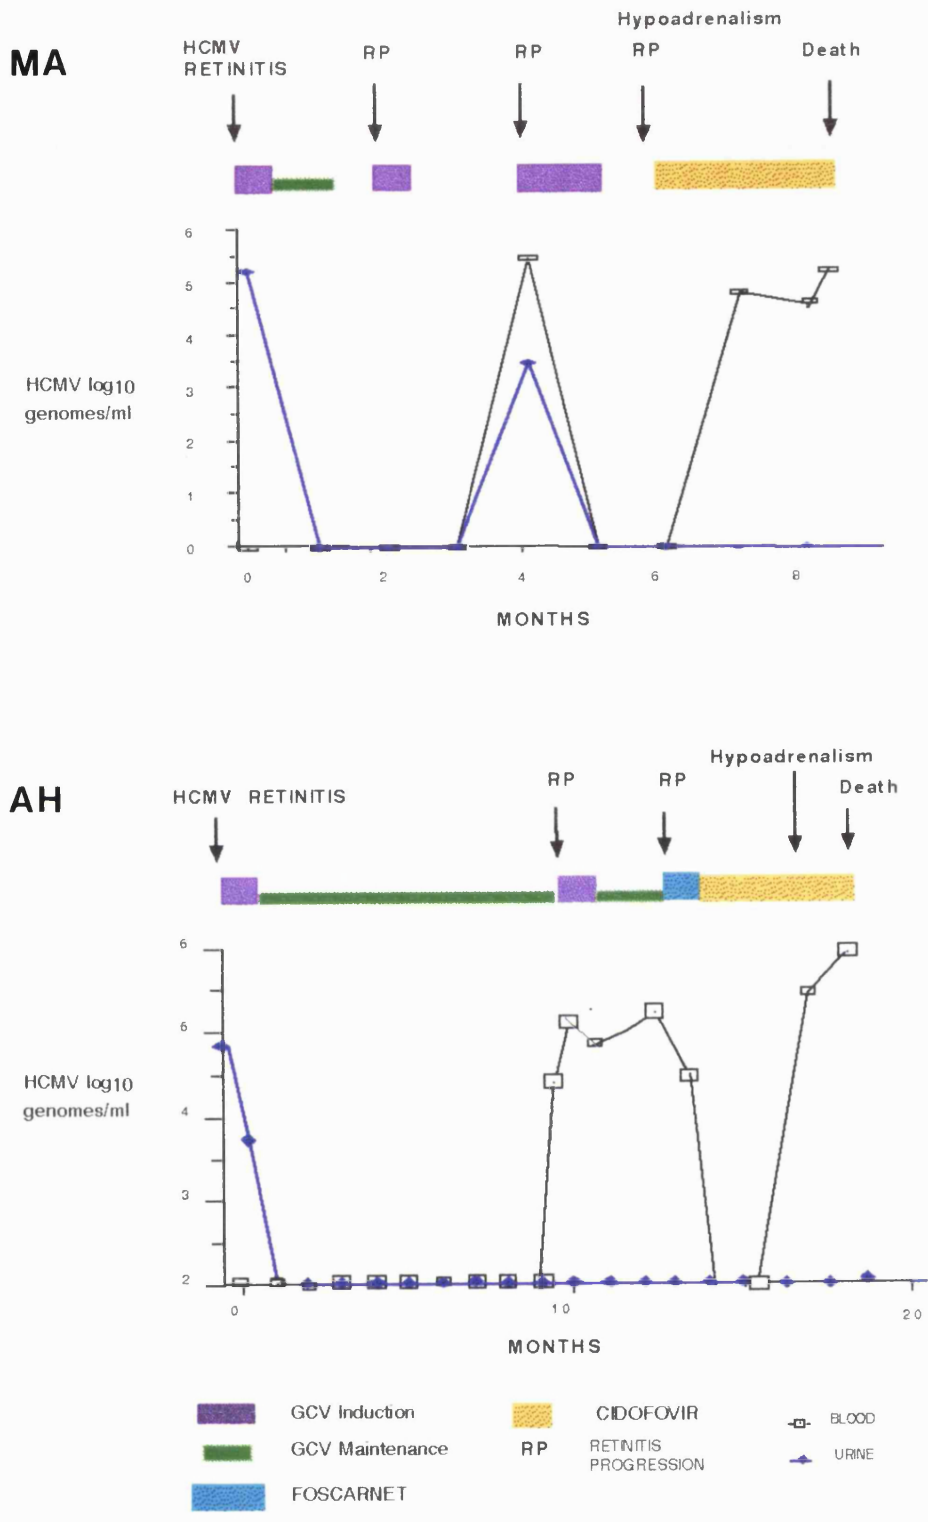 MA
HCMV
RETINITIS
RP
RP
Hypoadrenalism
RP
Death
6
5
4
3
2
1
0
HCMV log10
genomes/ml
0 2 4 6 8
MONTHS
AH
HCMV RETINITIS
RP
RP
Hypoadrenalism
Death
6
6
4
3
2
HCMV log10
genomes/ml
0 10 20
MONTHS
GCV Induction
GCV Maintenance
FOSCARNET
CIDOFOVIR
RP RETINITIS
PROGRESSION
BLOOD
URINE